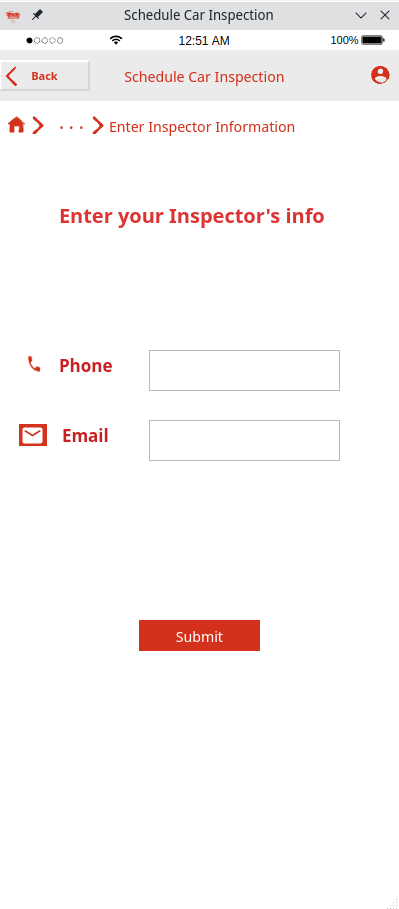 Schedule Car Inspection
12:51 AM
100%
Back
Schedule Car Inspection
. . .
Enter Inspector Information
Enter your Inspector's info
Phone
Email
Submit